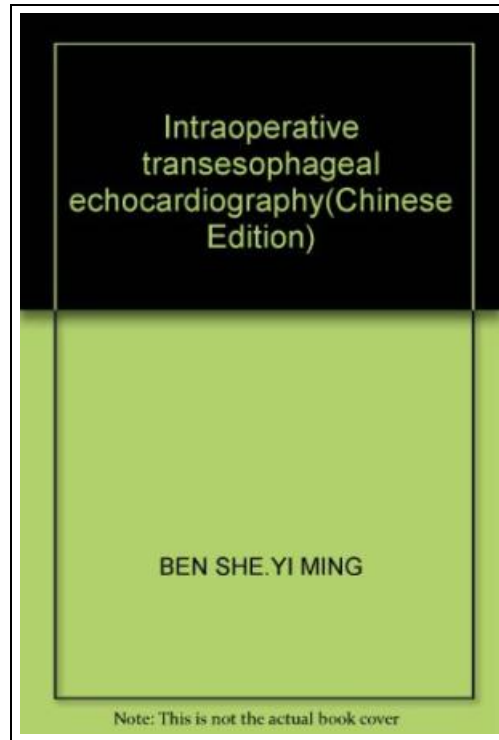 Intraoperative
transesophageal
echocardiography(Chinese
Edition)
BEN SHE.YI MING
Note: This is not the actual book cover